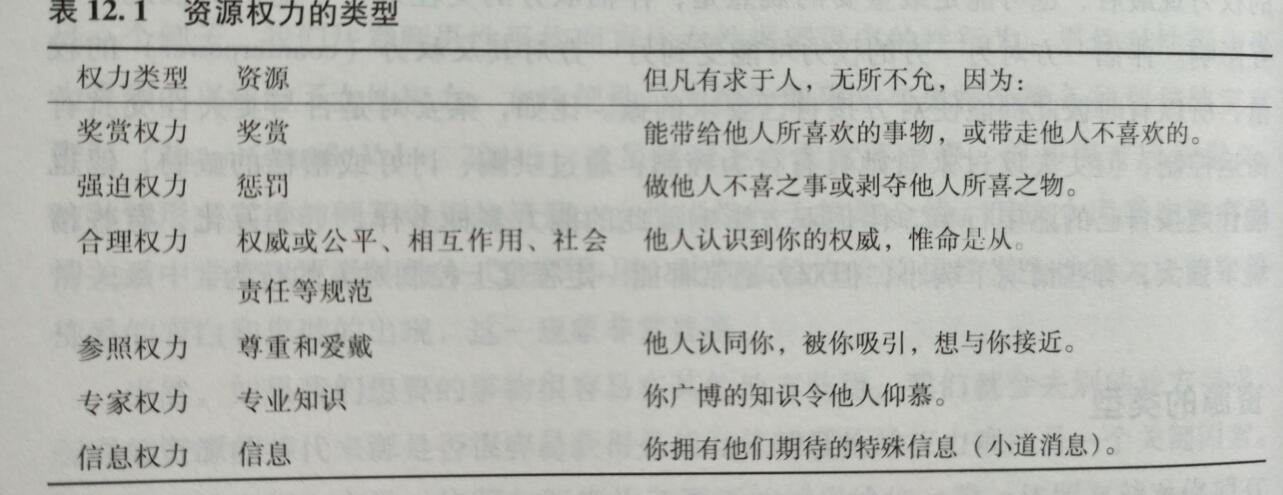 表 12.1 资源权力的类型
权力类型 资源 但凡有求于人，无所不允，因为：
奖赏权力 奖赏 能带给他人所喜欢的事物，或带走他人不喜欢的。
强迫权力 惩罚 做他人不喜之事或剥夺他人所喜之物。
合理权力 权威或公平、相互作用、社会 他人认识到你的权威，惟命是从。
责任等规范
参照权力 尊重和爱戴 他人认同你，被你吸引，想与你接近。
专家权力 专业知识 你广博的知识令他人仰慕。
信息权力 信息 你拥有他们期待的特殊信息（小道消息）。